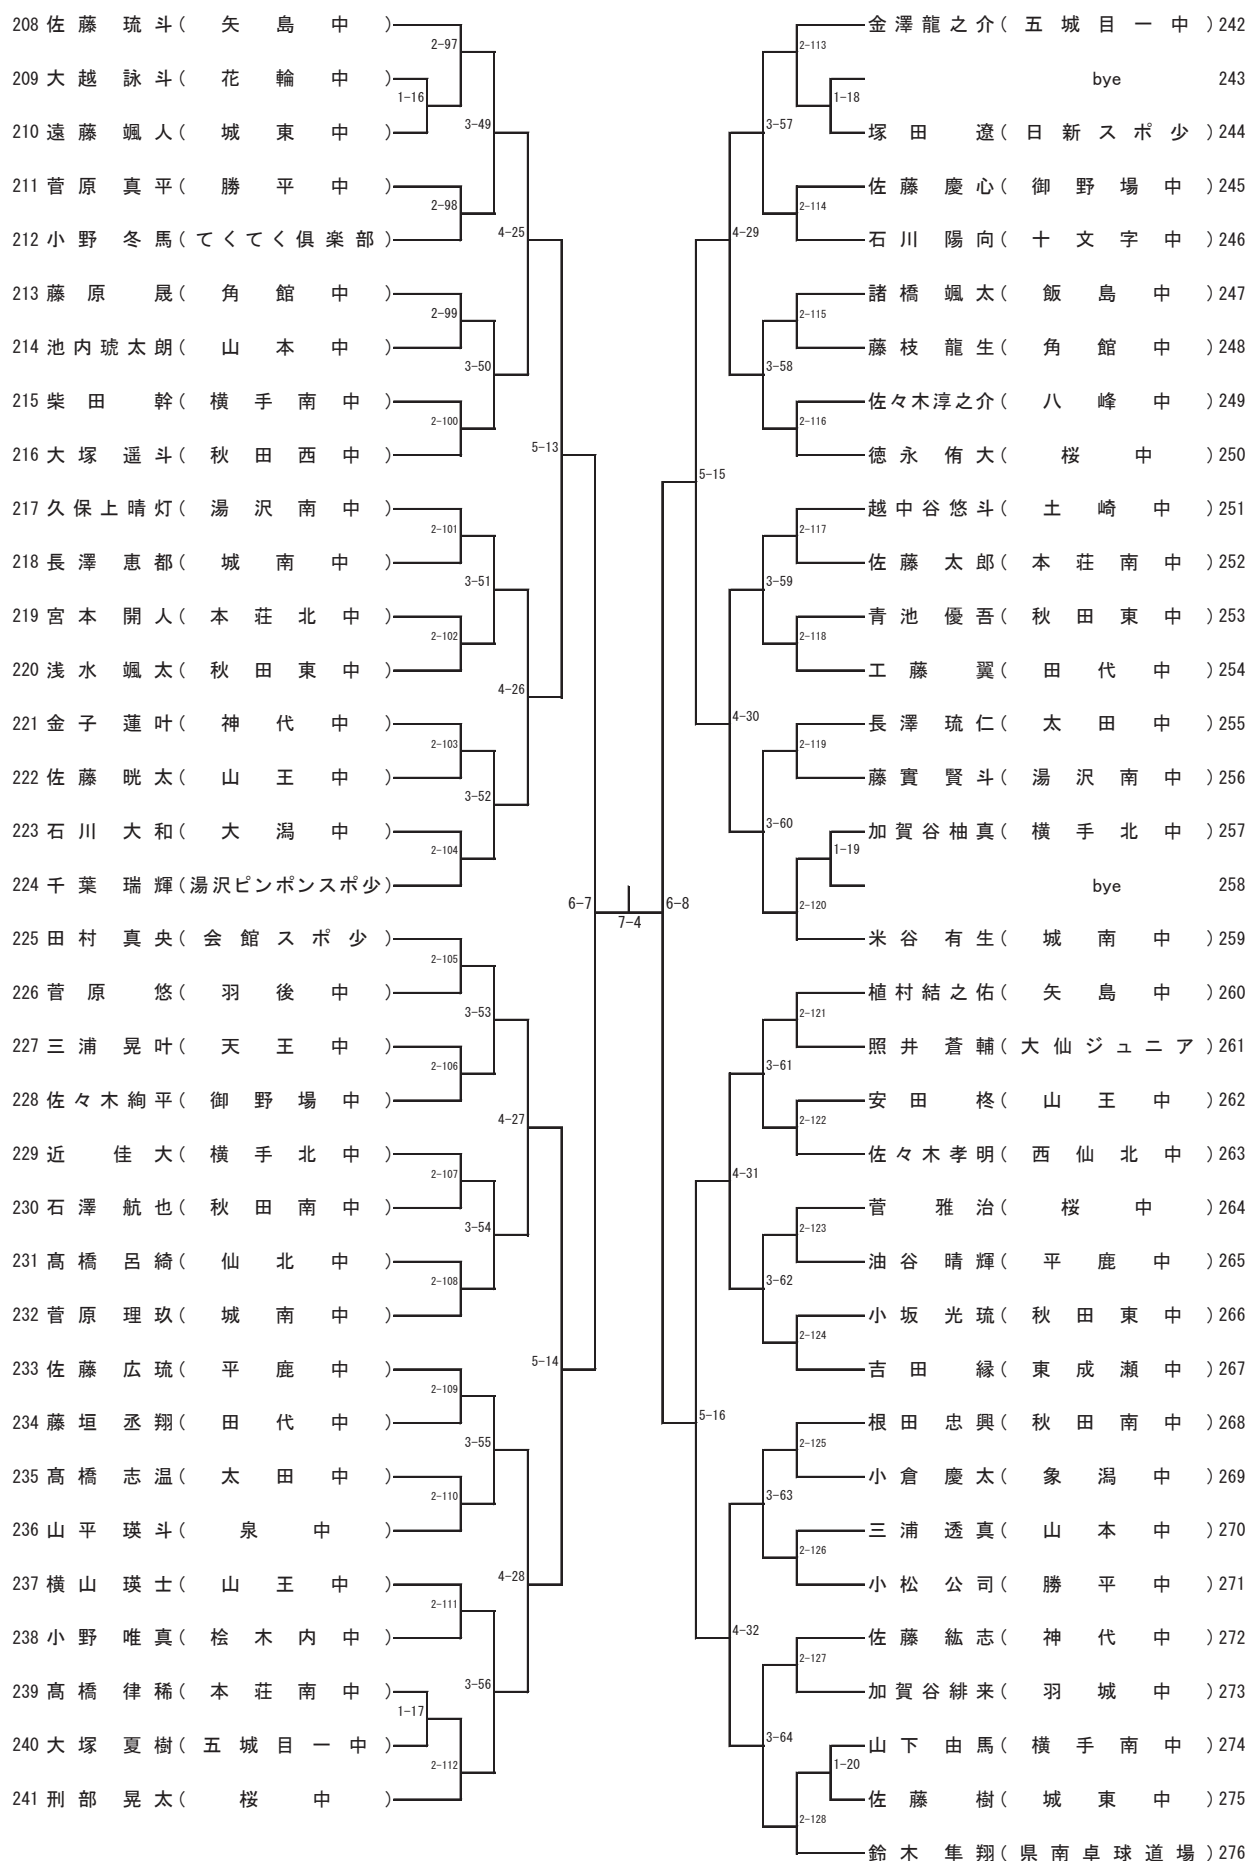 208 佐藤 琉斗(矢島中)
2-97
209 大越 詠斗(花輪中)
1-16
3-49
210 遠藤 颯人(城東中)
211 菅原 真平(勝平中)
2-98
212 小野 冬馬(てくてく倶楽部)
4-25
213 藤原 晟(角館中)
2-99
214 池内琥太朗(山本中)
3-50
215 柴田 幹(横手南中)
2-100
216 大塚 遥斗(秋田西中)
5-13
217 久保上晴灯(湯沢南中)
2-101
218 長澤 恵都(城南中)
3-51
219 宮本 開人(本荘北中)
2-102
220 浅水 颯太(秋田東中)
4-26
221 金子 蓮叶(神代中)
2-103
222 佐藤 晄太(山王中)
3-52
223 石川 大和(大潟中)
2-104
224 千葉 瑞輝(湯沢ピンポンスポ少)
6-7
7-4
225 田村 真央(会館スポ少)
2-105
226 菅原 悠(羽後中)
3-53
227 三浦 晃叶(天王中)
2-106
228 佐々木絢平(御野場中)
4-27
229 近 佳大(横手北中)
2-107
230 石澤 航也(秋田南中)
3-54
231 髙橋 呂綺(仙北中)
2-108
232 菅原 理玖(城南中)
5-14
233 佐藤 広琉(平鹿中)
2-109
234 藤垣 丞翔(田代中)
3-55
235 髙橋 志温(太田中)
2-110
236 山平 瑛斗(泉中)
4-28
237 横山 瑛士(山王中)
2-111
238 小野 唯真(桧木内中)
3-56
239 髙橋 律稀(本荘南中)
1-17
240 大塚 夏樹(五城目一中)
2-112
241 刑部 晃太(桜中)
金澤龍之介(五城目一中)242
2-113
bye 243
1-18
3-57
塚田 遼(日新スポ少)244
佐藤 慶心(御野場中)245
2-114
石川 陽向(十文字中)246
4-29
諸橋 颯太(飯島中)247
2-115
藤枝 龍生(角館中)248
3-58
佐々木淳之介(八峰中)249
2-116
徳永 侑大(桜中)250
5-15
越中谷悠斗(土崎中)251
2-117
佐藤 太郎(本荘南中)252
3-59
青池 優吾(秋田東中)253
2-118
工藤 翼(田代中)254
4-30
長澤 琉仁(太田中)255
2-119
藤實 賢斗(湯沢南中)256
3-60
加賀谷柚真(横手北中)257
1-19
bye 258
2-120
6-8
米谷 有生(城南中)259
植村結之佑(矢島中)260
2-121
照井 蒼輔(大仙ジュニア)261
3-61
安田 柊(山王中)262
2-122
佐々木孝明(西仙北中)263
4-31
菅 雅治(桜中)264
2-123
油谷 晴輝(平鹿中)265
3-62
小坂 光琉(秋田東中)266
2-124
吉田 縁(東成瀬中)267
5-16
根田 忠興(秋田南中)268
2-125
小倉 慶太(象潟中)269
3-63
三浦 透真(山本中)270
2-126
小松 公司(勝平中)271
4-32
佐藤 紘志(神代中)272
2-127
加賀谷緋来(羽城中)273
3-64
山下 由馬(横手南中)274
1-20
佐藤 樹(城東中)275
2-128
鈴木 隼翔(県南卓球道場)276